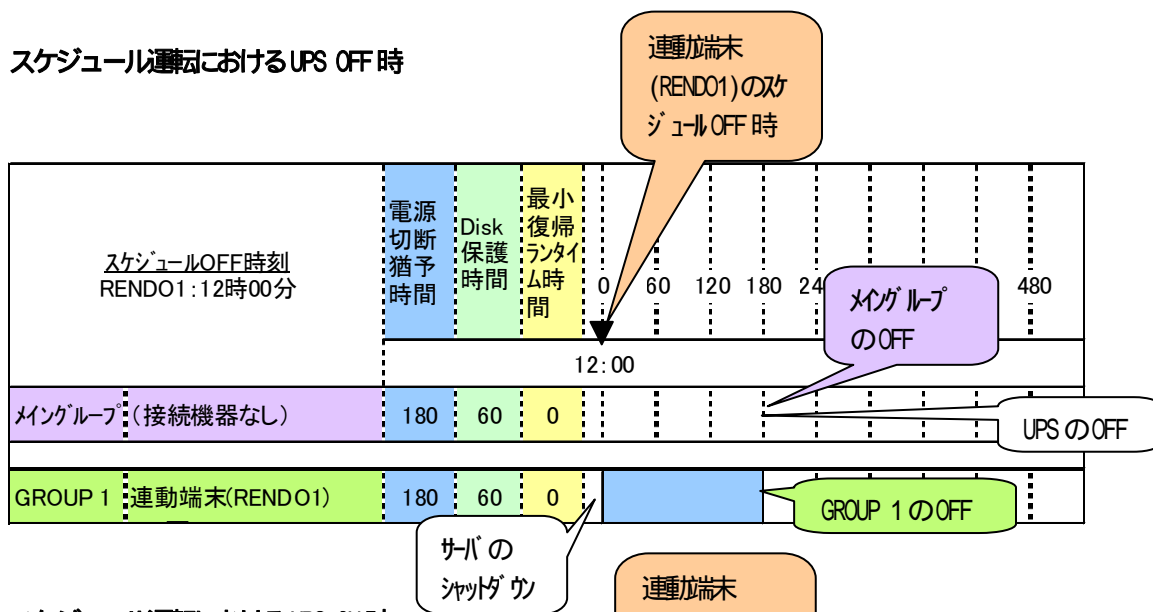 スケジュール運転におけるUPS OFF時
連動端末
(RENDO1)のスケ
ジュールOFF時
スケジュールOFF時刻
RENDO1:12時00分
電源
切断
猶予
時間
Disk
保護
時間
最小
復帰
ランタイ
ム時
間
0 60 120 180 24 480
12:00
メイングループ
のOFF
メイングループ (接続機器なし) 180 60 0
UPSのOFF
GROUP 1 連動端末(RENDO1) 180 60 0
GROUP 1のOFF
サーバの
シャットダウン
連動端末